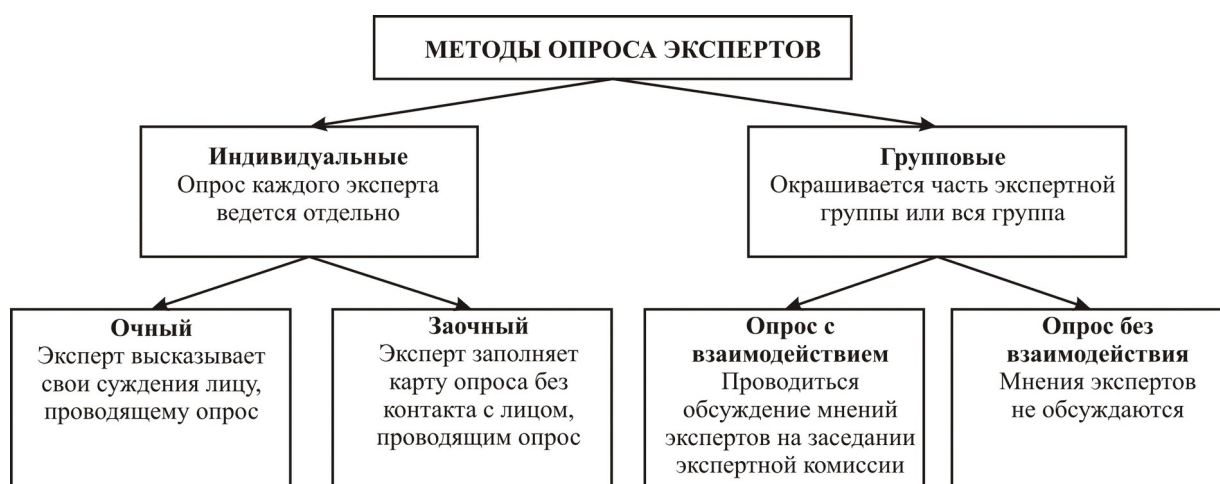 МЕТОДЫ ОПРОСА ЭКСПЕРТОВ
Индивидуальные
Опрос каждого эксперта
ведется отдельно
Групповые
Окрашивается часть экспертной
группы или вся группа
Очный
Эксперт высказывает
свои суждения лицу,
проводящему опрос
Заочный
Эксперт заполняет
карту опроса без
контакта с лицом,
проводящим опрос
Опрос с
взаимодействием
Проводиться
обсуждение мнений
экспертов на заседании
экспертной комиссии
Опрос без
взаимодействия
Мнения экспертов
не обсуждаются